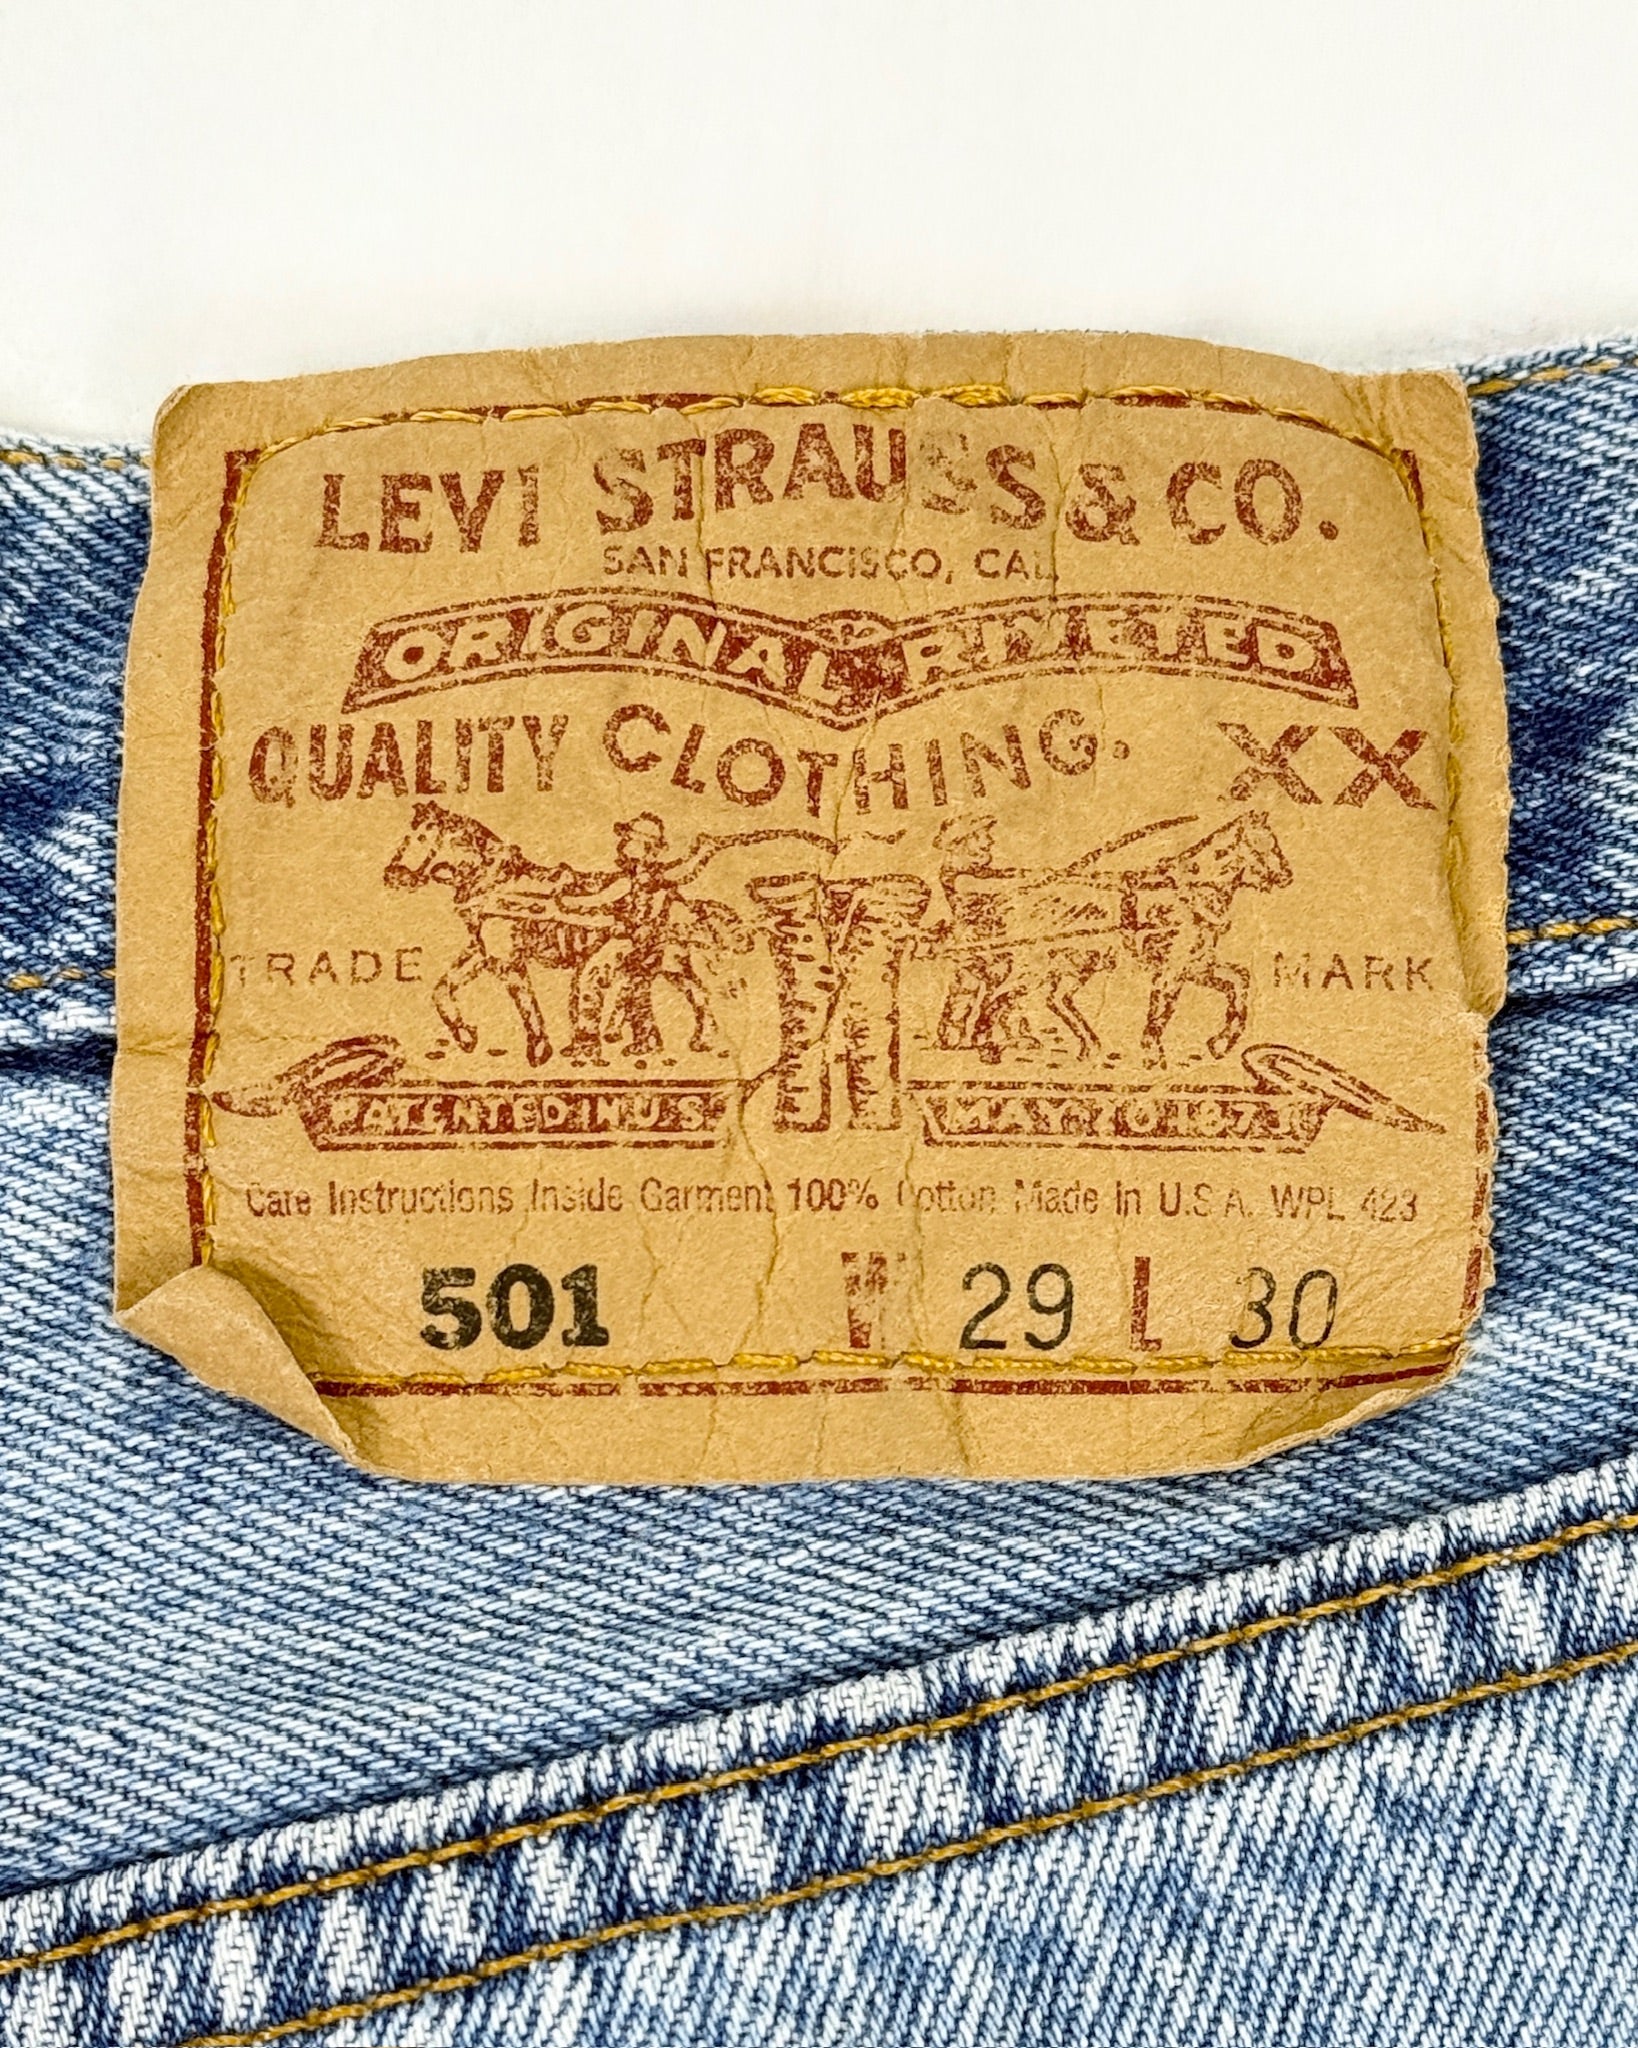 LEVI STRAUSS & CO.
SAN FRANCISCO, CAL.
ORIGINAL RIVETED
QUALITY CLOTHING. XX
TRADE MARK
PATENTED IN U.S. MAY 20 1873
Care Instructions Inside Garment 100% Cotton Made In U.S.A. WPL 423
501 W 29 L 30